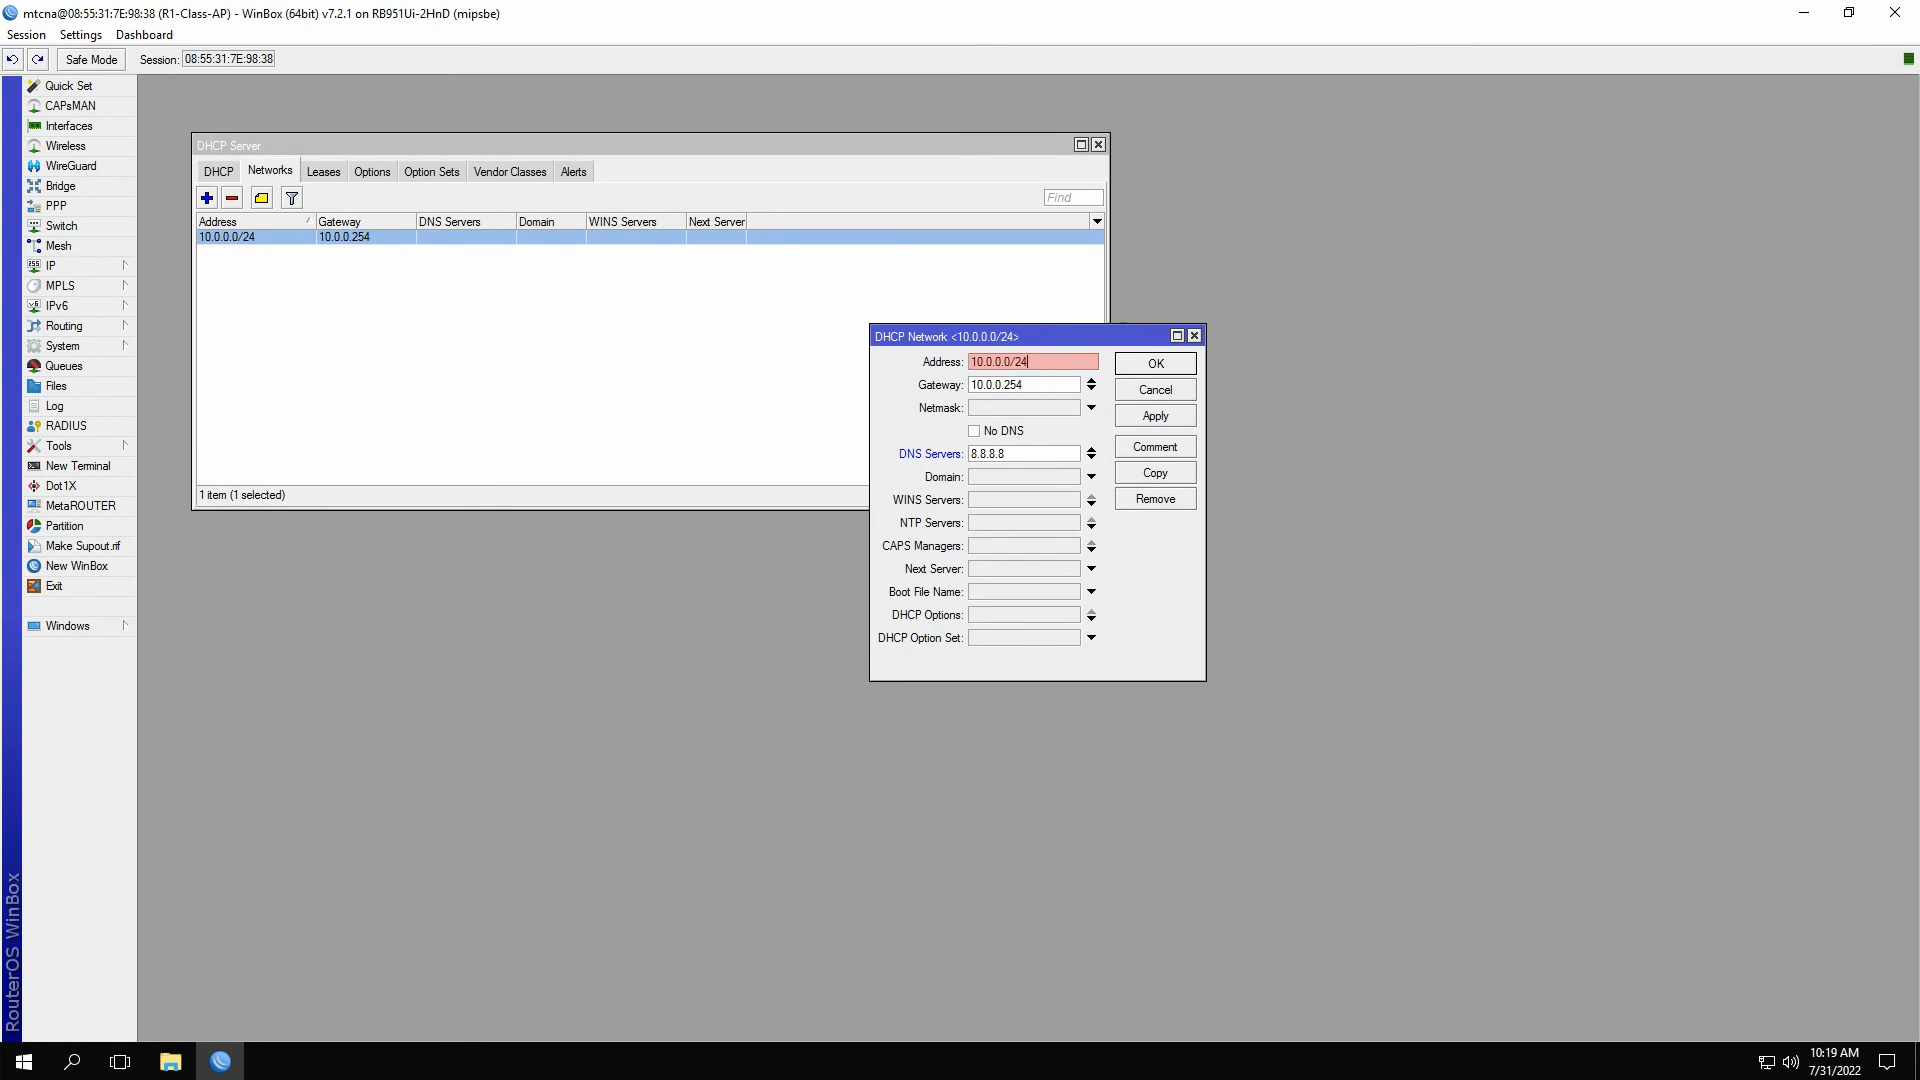 mtcna@08:55:31:7E:98:38 (R1-Class-AP) - WinBox (64bit) v7.2.1 on RB951Ui-2HnD (mipsbe)
Session Settings Dashboard
Safe Mode Session: 08:55:31:7E:98:38
Quick Set
CAPsMAN
Interfaces
Wireless
WireGuard
Bridge
PPP
Switch
Mesh
IP
MPLS
IPv6
Routing
System
Queues
Files
Log
RADIUS
Tools
New Terminal
Dot1X
MetaROUTER
Partition
Make Supout.rif
New WinBox
Exit
Windows
RouterOS WinBox
DHCP Server
DHCP Networks Leases Options Option Sets Vendor Classes Alerts
Find
Address Gateway DNS Servers Domain WINS Servers Next Server
10.0.0.0/24 10.0.0.254
1 item (1 selected)
DHCP Network <10.0.0.0/24>
Address: 10.0.0.0/24 OK
Gateway: 10.0.0.254 Cancel
Netmask: Apply
No DNS Comment
DNS Servers: 8.8.8.8
Domain: Copy
WINS Servers: Remove
NTP Servers:
CAPS Managers:
Next Server:
Boot File Name:
DHCP Options:
DHCP Option Set:
10:19 AM
7/31/2022